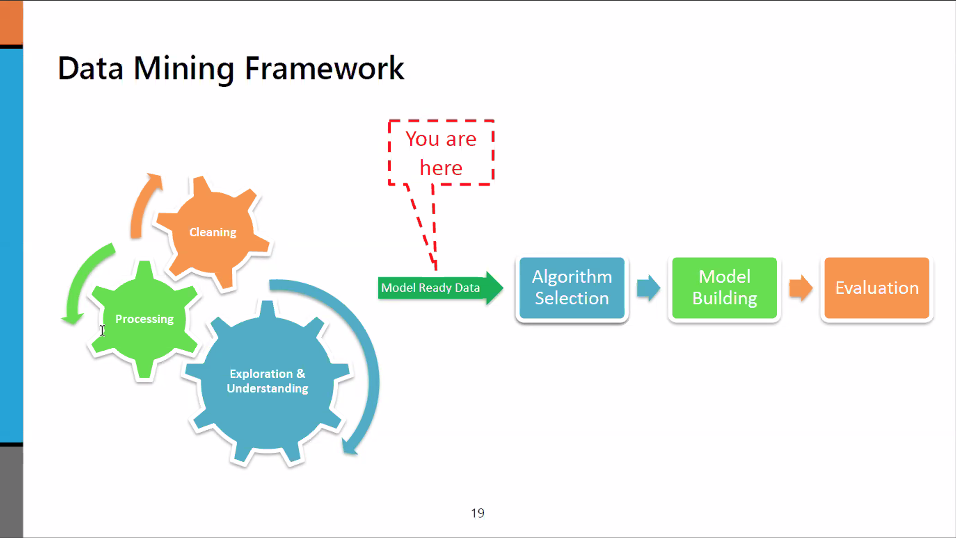 Data Mining Framework
You are
here
Cleaning
Processing
Exploration &
Understanding
Model Ready Data
Algorithm
Selection
Model
Building
Evaluation
19